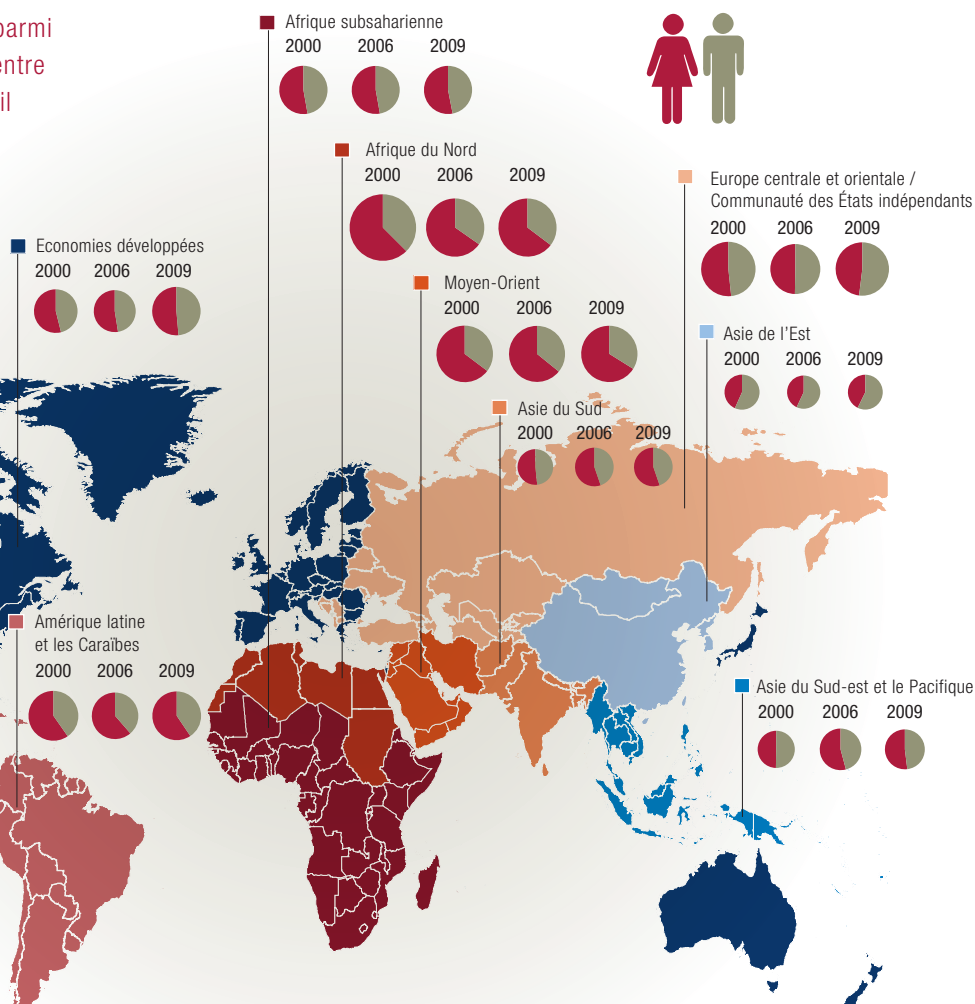 parmi
entre
il
Afrique subsaharienne
2000 2006 2009
Afrique du Nord
2000 2006 2009
Europe centrale et orientale /
Communauté des États indépendants
2000 2006 2009
Economies développées
2000 2006 2009
Moyen-Orient
2000 2006 2009
Asie de l'Est
2000 2006 2009
Asie du Sud
2000 2006 2009
Amérique latine
et les Caraïbes
2000 2006 2009
Asie du Sud-est et le Pacifique
2000 2006 2009